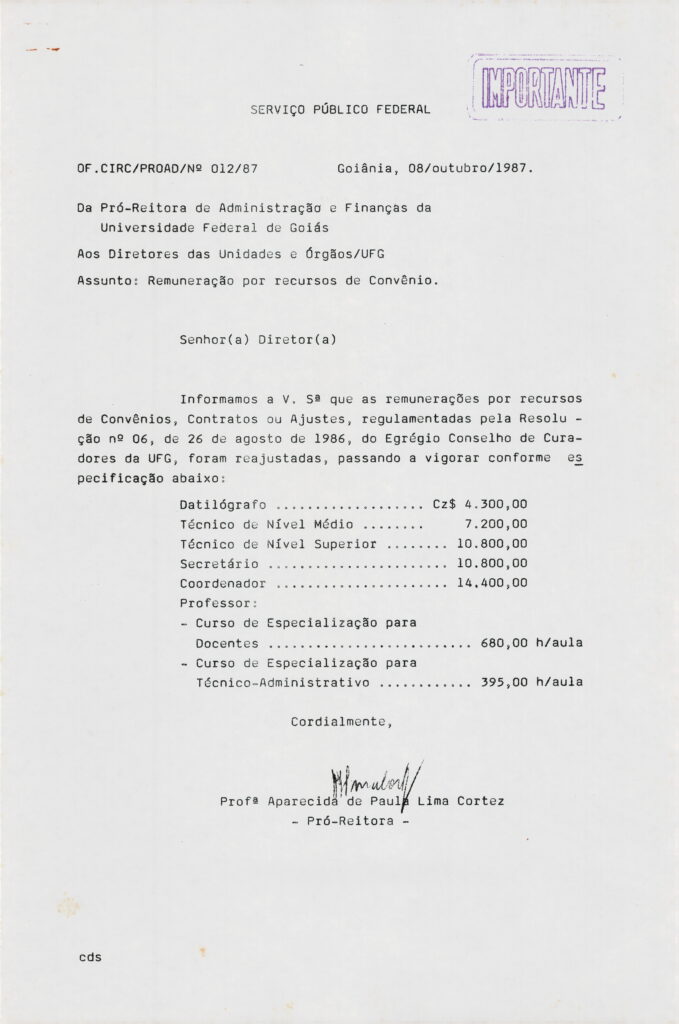 IMPORTANTE
SERVIÇO PÚBLICO FEDERAL
OF.CIRC/PROAD/Nº 012/87 Goiânia, 08/outubro/1987.
Da Pró-Reitora de Administração e Finanças da
Universidade Federal de Goiás
Aos Diretores das Unidades e Órgãos/UFG
Assunto: Remuneração por recursos de Convênio.
Senhor(a) Diretor(a)
Informamos a V. Sª que as remunerações por recursos
de Convênios, Contratos ou Ajustes, regulamentadas pela Resolu -
ção nº 06, de 26 de agosto de 1986, do Egrégio Conselho de Cura-
dores da UFG, foram reajustadas, passando a vigorar conforme es
pecificação abaixo:
Datilógrafo ................... Cz$ 4.300,00
Técnico de Nível Médio ........ 7.200,00
Técnico de Nível Superior ........ 10.800,00
Secretário ....................... 10.800,00
Coordenador ...................... 14.400,00
Professor:
- Curso de Especialização para
Docentes .......................... 680,00 h/aula
- Curso de Especialização para
Técnico-Administrativo ............ 395,00 h/aula
Cordialmente,
Profª Aparecida de Paula Lima Cortez
- Pró-Reitora -
cds